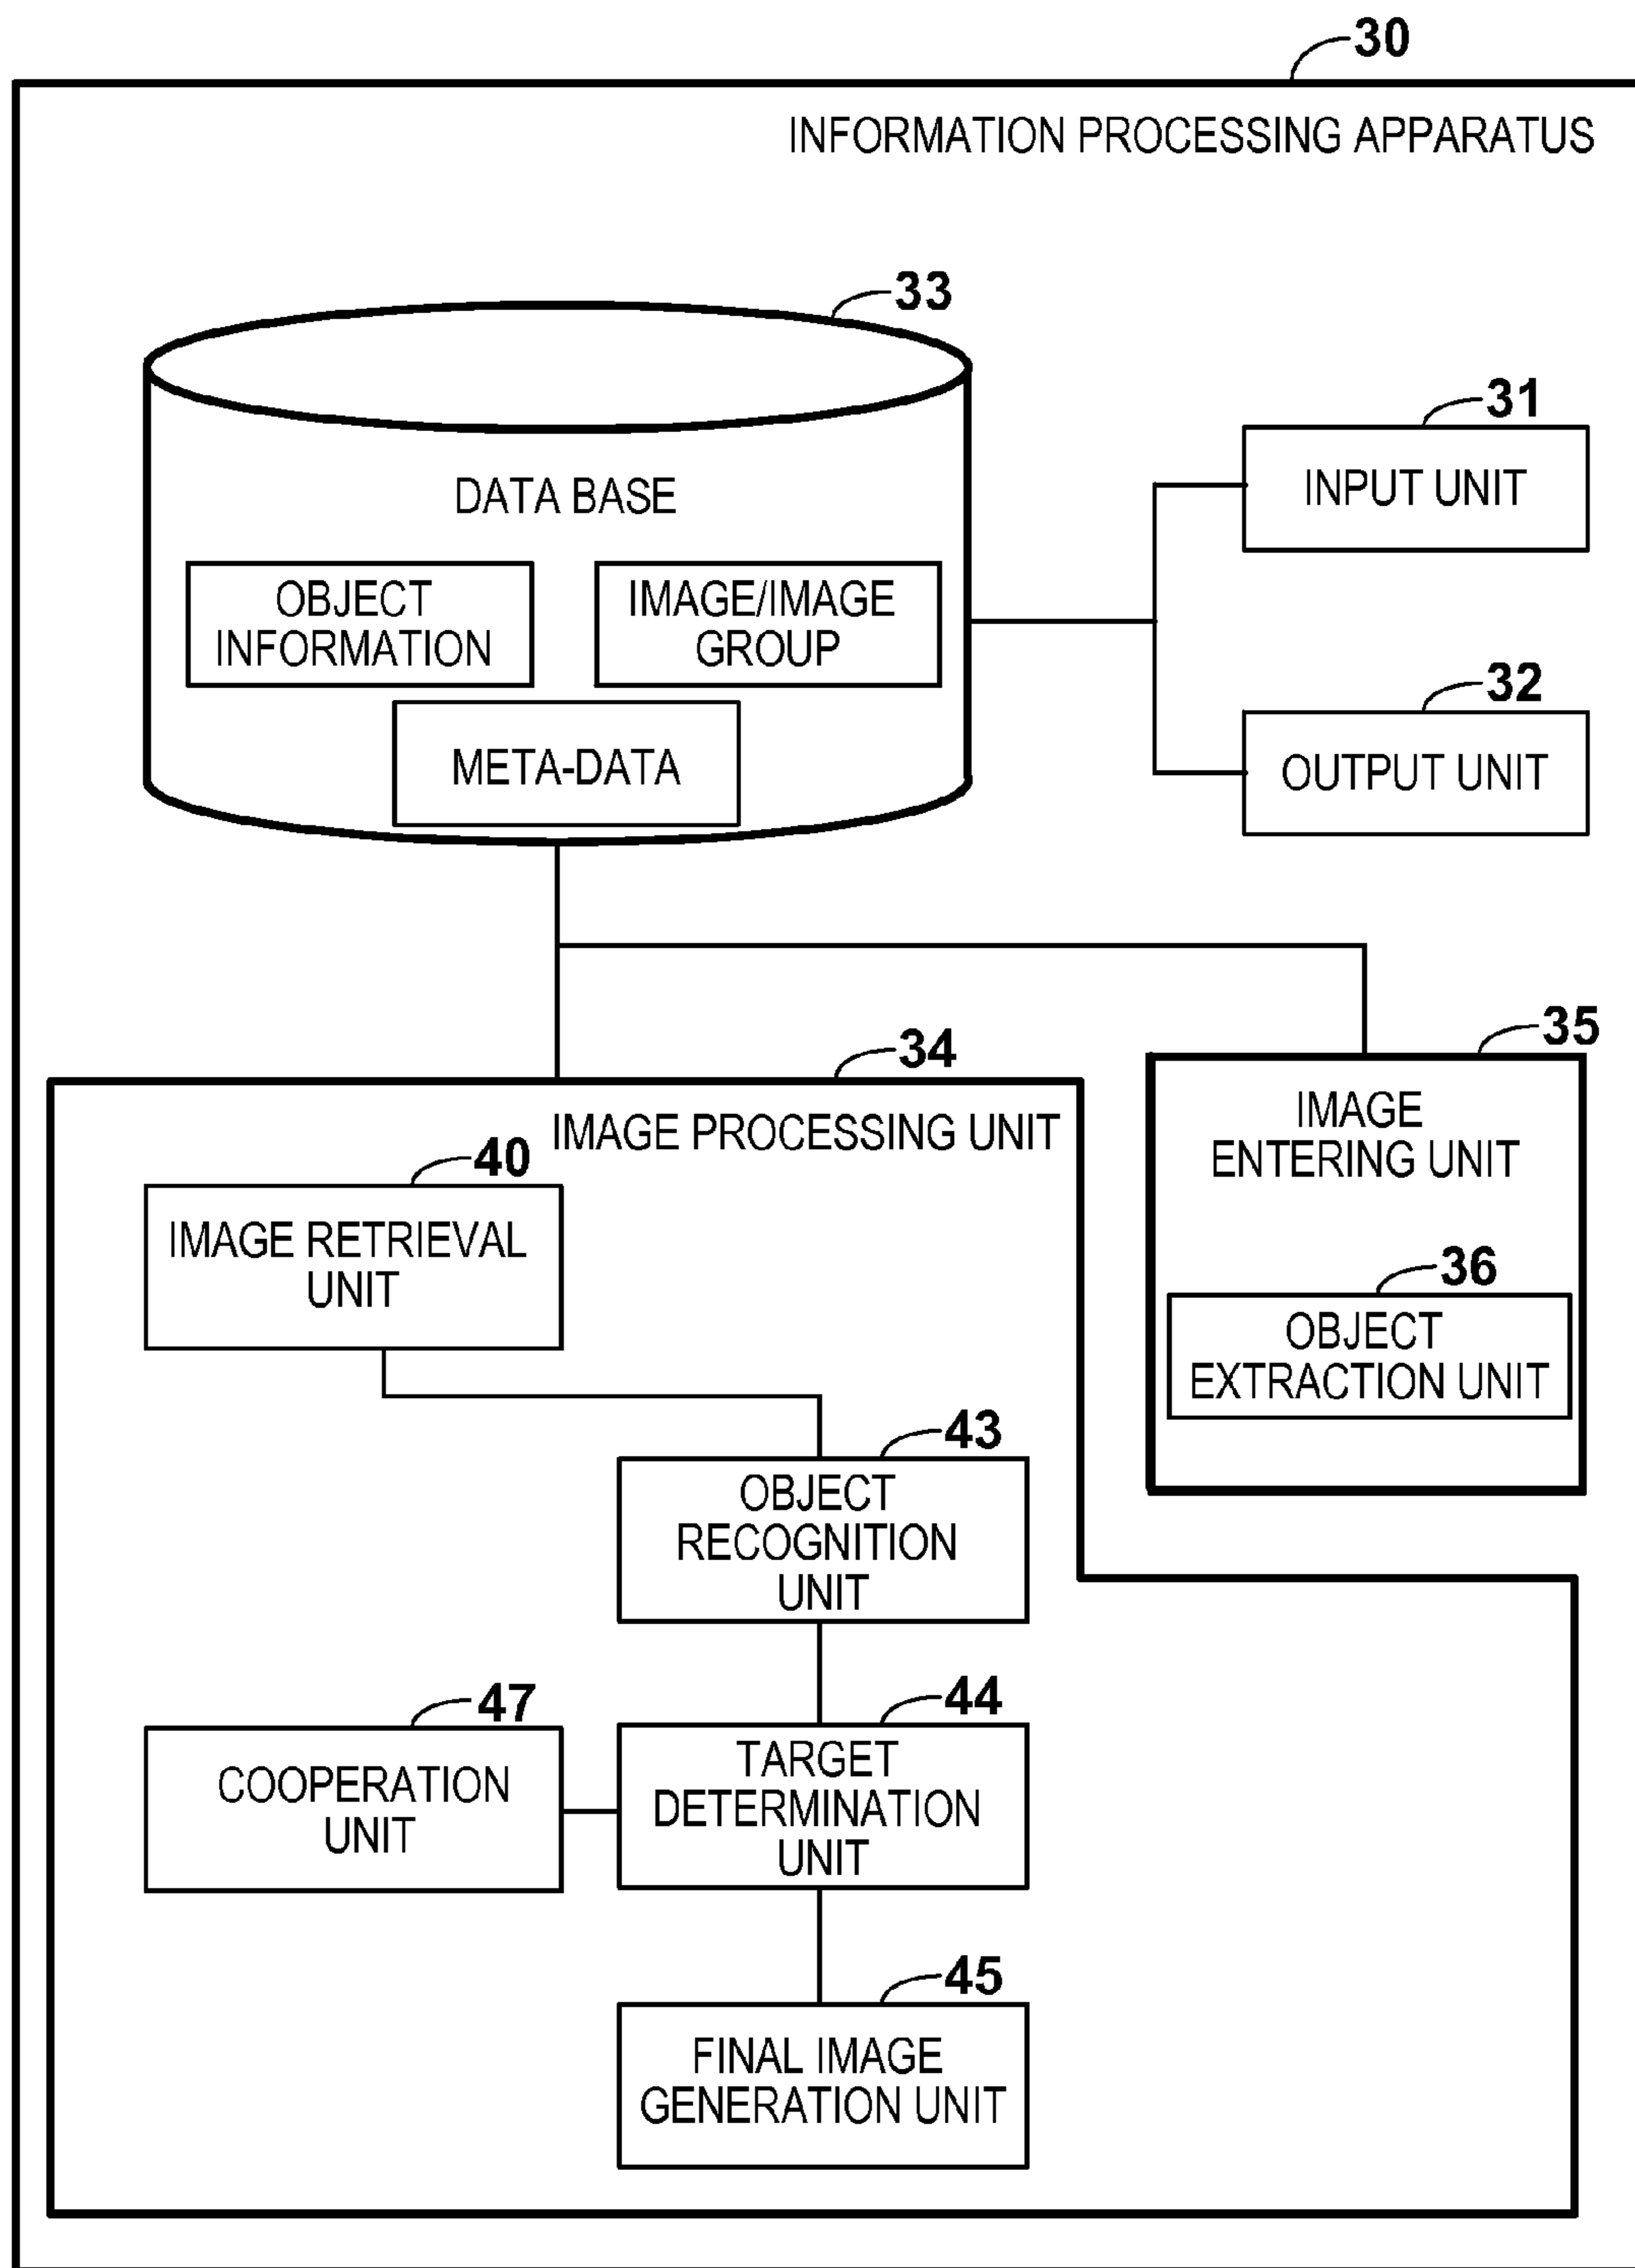 30
INFORMATION PROCESSING APPARATUS
33
DATA BASE
OBJECT
INFORMATION
IMAGE/IMAGE
GROUP
META-DATA
31
INPUT UNIT
32
OUTPUT UNIT
34
IMAGE PROCESSING UNIT
35
IMAGE
ENTERING UNIT
36
OBJECT
EXTRACTION UNIT
40
IMAGE RETRIEVAL
UNIT
43
OBJECT
RECOGNITION
UNIT
47
COOPERATION
UNIT
44
TARGET
DETERMINATION
UNIT
45
FINAL IMAGE
GENERATION UNIT